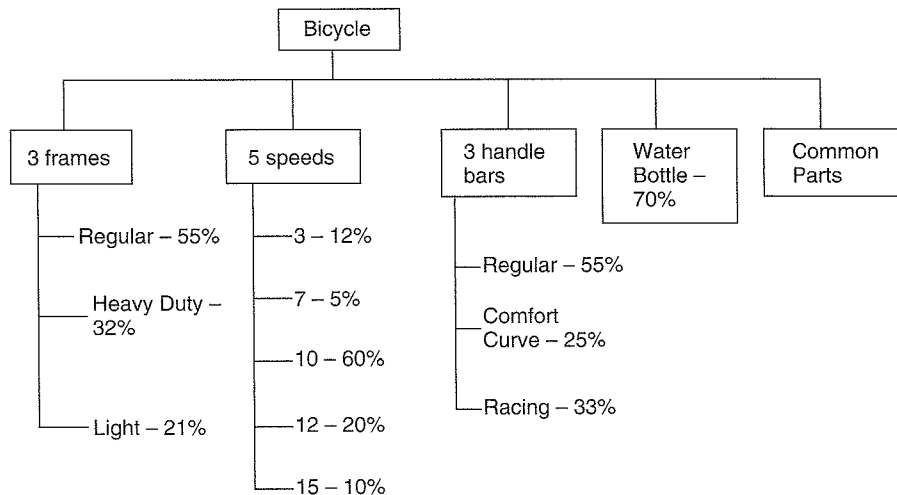 Bicycle
3 frames
5 speeds
3 handle
bars
Water
Bottle –
70%
Common
Parts
Regular – 55%
Heavy Duty –
32%
Light – 21%
3 – 12%
7 – 5%
10 – 60%
12 – 20%
15 – 10%
Regular – 55%
Comfort
Curve – 25%
Racing – 33%